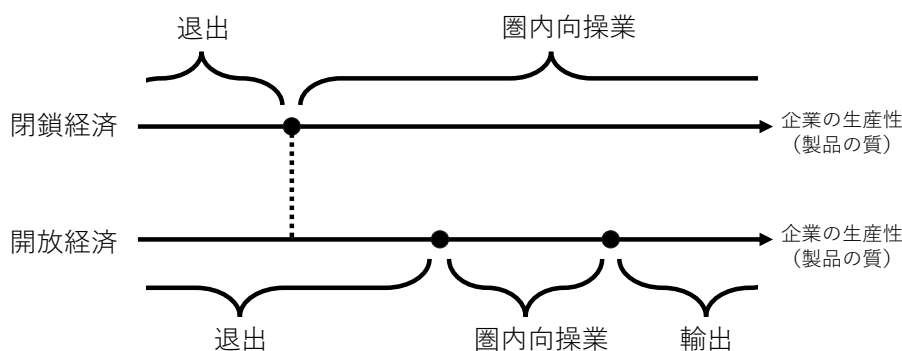 退出
圏内向操業
閉鎖経済
企業の生産性
（製品の質）
開放経済
企業の生産性
（製品の質）
退出
圏内向操業
輸出